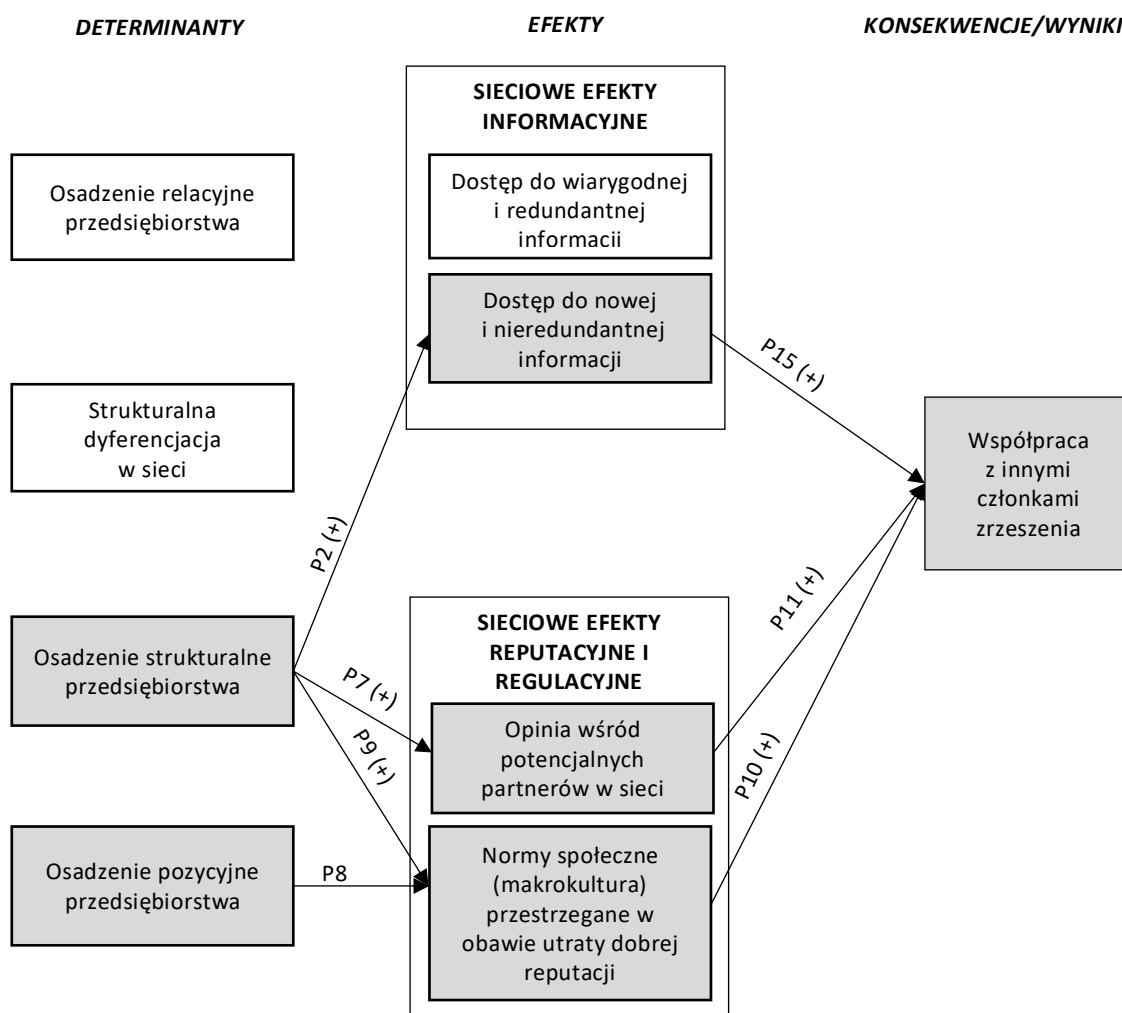 DETERMINANTY
EFEKTY
KONSEKWENCJE/WYNIKI
SIECIOWE EFEKTY
INFORMACYJNE
Osadzenie relacyjne
przedsiębiorstwa
Dostęp do wiarygodnej
i redundantnej
informacji
Dostęp do nowej
i nieredundantnej
informacji
P15 (+)
Strukturalna
dyferencjacja
w sieci
Współpraca
z innymi
członkami
zrzeszenia
P2 (+)
P11 (+)
SIECIOWE EFEKTY
REPUTACYJNE I
REGULACYJNE
Osadzenie strukturalne
przedsiębiorstwa
P7 (+)
P9 (+)
Opinia wśród
potencjalnych
partnerów w sieci
P10 (+)
Osadzenie pozycyjne
przedsiębiorstwa
P8
Normy społeczne
(makrokultura)
przestrzegane w
obawie utraty dobrej
reputacji